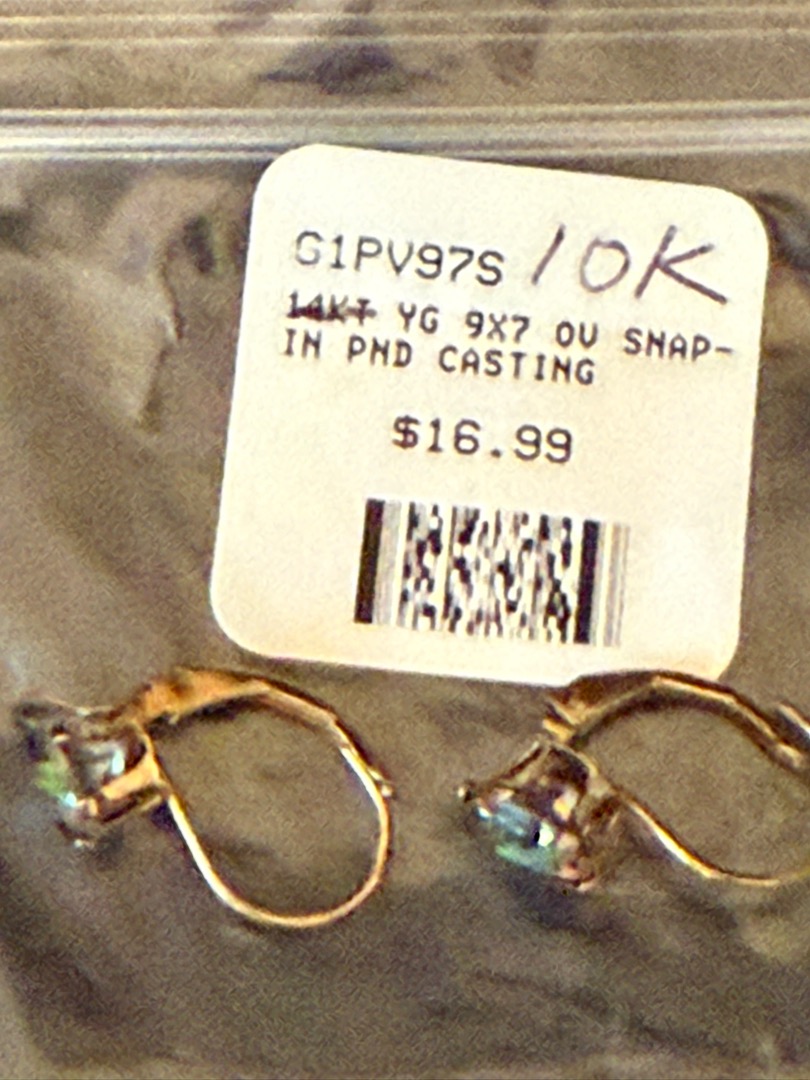 G1PV97S 10K
14KT YG 9X7 OV SNAP-
IN PND CASTING
$16.99